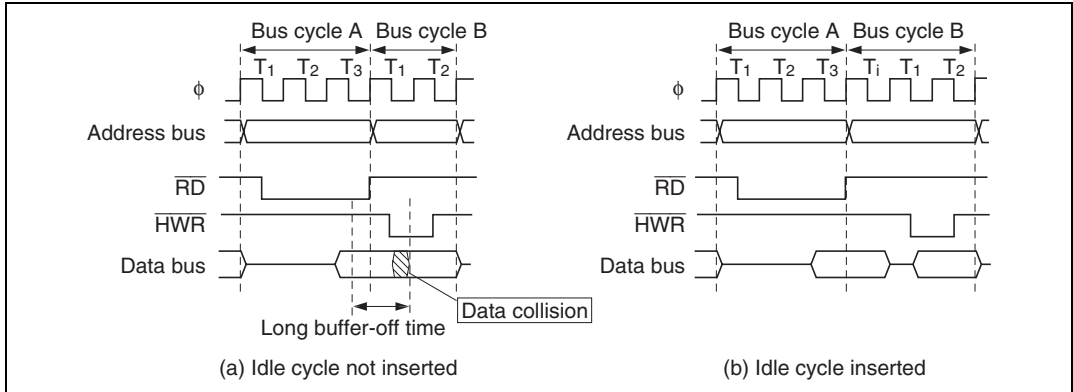 Bus cycle A Bus cycle B
T1 T2 T3 T1 T2
ϕ
Address bus
RD
HWR
Data bus
Data collision
Long buffer-off time
(a) Idle cycle not inserted
Bus cycle A Bus cycle B
T1 T2 T3 Ti T1 T2
ϕ
Address bus
RD
HWR
Data bus
(b) Idle cycle inserted